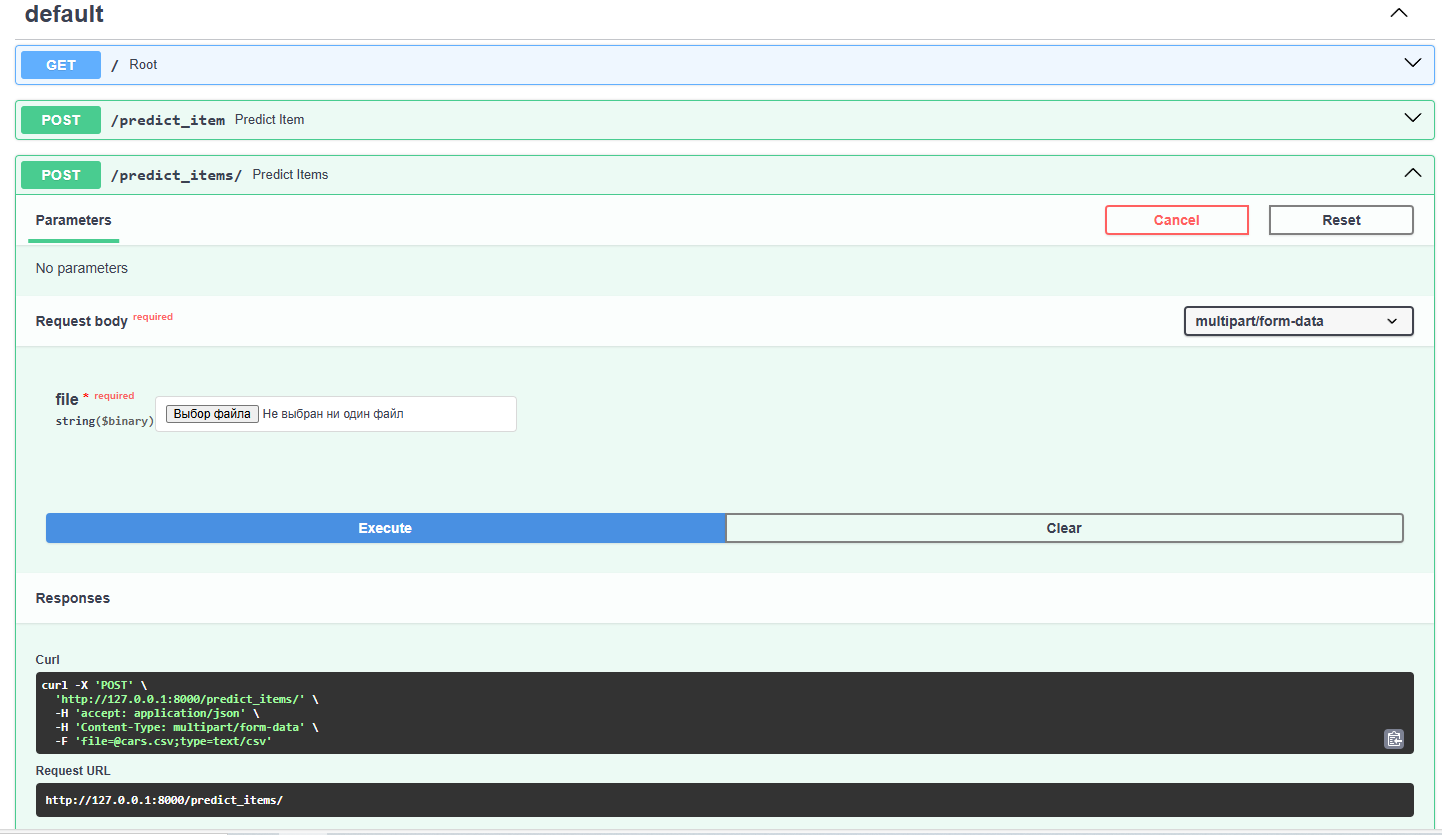 default
GET / Root
POST /predict_item Predict Item
POST /predict_items/ Predict Items
Parameters Cancel Reset
No parameters
Request body required multipart/form-data
file * required
string($binary) Выбор файла Не выбран ни один файл
Execute Clear
Responses
Curl
curl -X 'POST' \
'http://127.0.0.1:8000/predict_items/' \
-H 'accept: application/json' \
-H 'Content-Type: multipart/form-data' \
-F 'file=@cars.csv;type=text/csv'
Request URL
http://127.0.0.1:8000/predict_items/